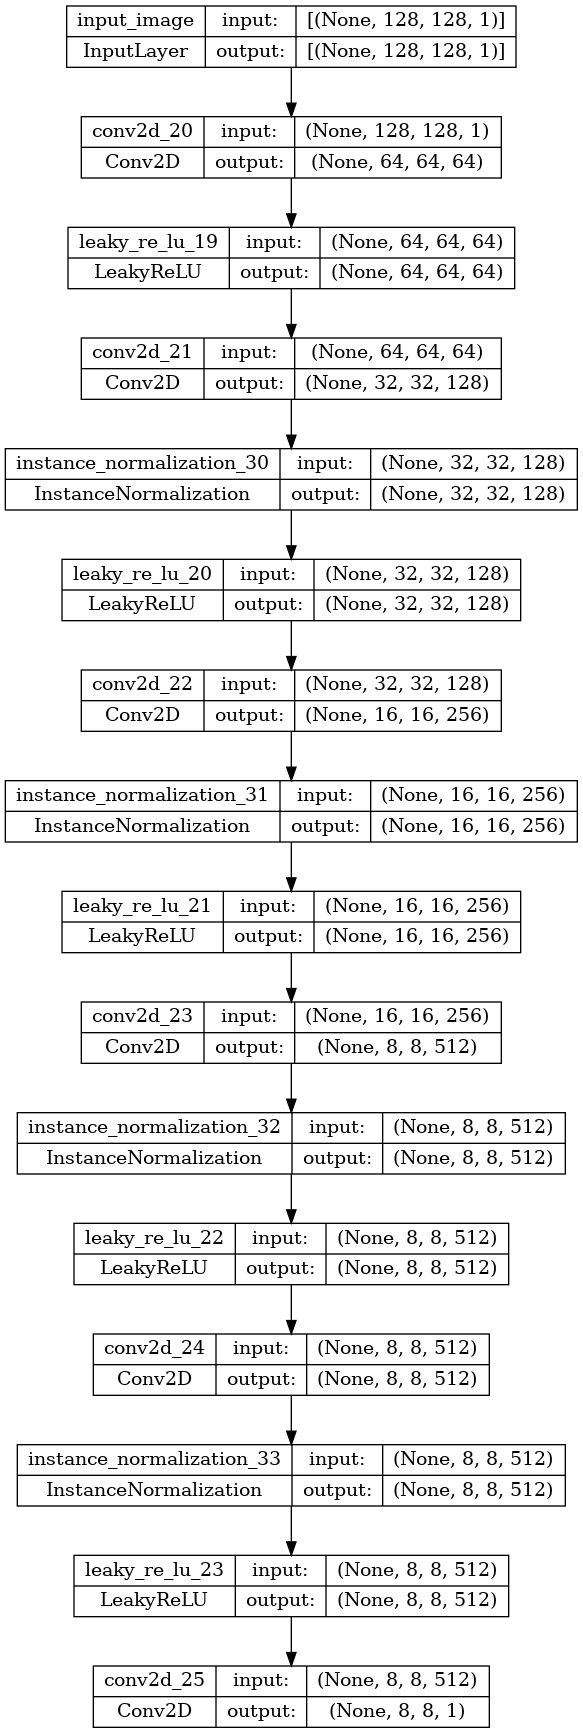 input_image input: [(None, 128, 128, 1)]
InputLayer output: [(None, 128, 128, 1)]
conv2d_20 input: (None, 128, 128, 1)
Conv2D output: (None, 64, 64, 64)
leaky_re_lu_19 input: (None, 64, 64, 64)
LeakyReLU output: (None, 64, 64, 64)
conv2d_21 input: (None, 64, 64, 64)
Conv2D output: (None, 32, 32, 128)
instance_normalization_30 input: (None, 32, 32, 128)
InstanceNormalization output: (None, 32, 32, 128)
leaky_re_lu_20 input: (None, 32, 32, 128)
LeakyReLU output: (None, 32, 32, 128)
conv2d_22 input: (None, 32, 32, 128)
Conv2D output: (None, 16, 16, 256)
instance_normalization_31 input: (None, 16, 16, 256)
InstanceNormalization output: (None, 16, 16, 256)
leaky_re_lu_21 input: (None, 16, 16, 256)
LeakyReLU output: (None, 16, 16, 256)
conv2d_23 input: (None, 16, 16, 256)
Conv2D output: (None, 8, 8, 512)
instance_normalization_32 input: (None, 8, 8, 512)
InstanceNormalization output: (None, 8, 8, 512)
leaky_re_lu_22 input: (None, 8, 8, 512)
LeakyReLU output: (None, 8, 8, 512)
conv2d_24 input: (None, 8, 8, 512)
Conv2D output: (None, 8, 8, 512)
instance_normalization_33 input: (None, 8, 8, 512)
InstanceNormalization output: (None, 8, 8, 512)
leaky_re_lu_23 input: (None, 8, 8, 512)
LeakyReLU output: (None, 8, 8, 512)
conv2d_25 input: (None, 8, 8, 512)
Conv2D output: (None, 8, 8, 1)